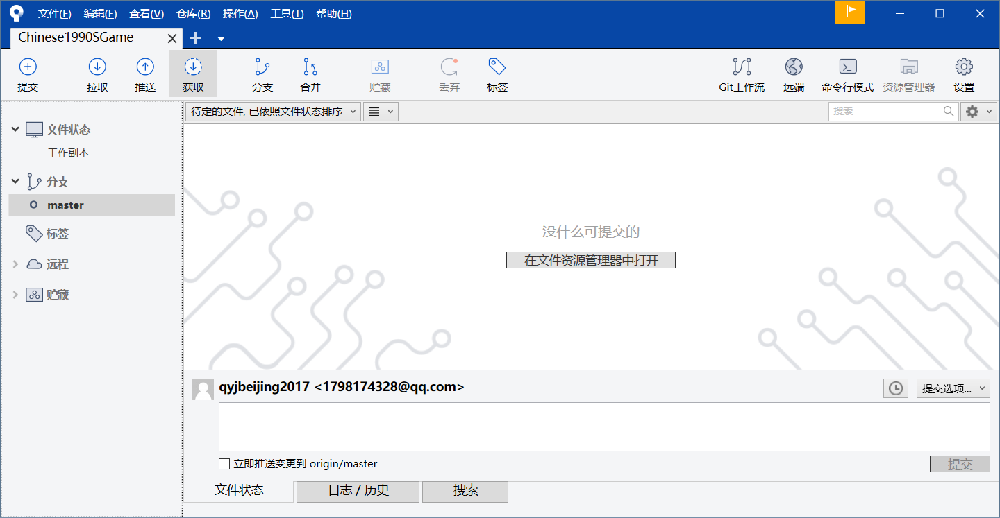 文件(F) 编辑(E) 查看(V) 仓库(R) 操作(A) 工具(T) 帮助(H)
Chinese1990SGame
提交 拉取 推送 获取 分支 合并 贮藏 丢弃 标签 Git工作流 远端 命令行模式 资源管理器 设置
待定的文件, 已依照文件状态排序 搜索
文件状态
工作副本
分支
master
标签
远程
贮藏
没什么可提交的
在文件资源管理器中打开
qyjbeijing2017 <1798174328@qq.com> 提交选项...
立即推送变更到 origin/master 提交
文件状态 日志 / 历史 搜索